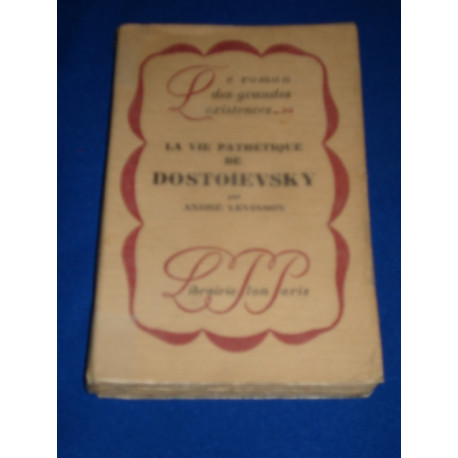 Le roman
des grandes
existences
LA VIE PATHÉTIQUE
DE
DOSTOIEVSKY
par
ANDRÉ LEVINSON
Librairie Plon Paris